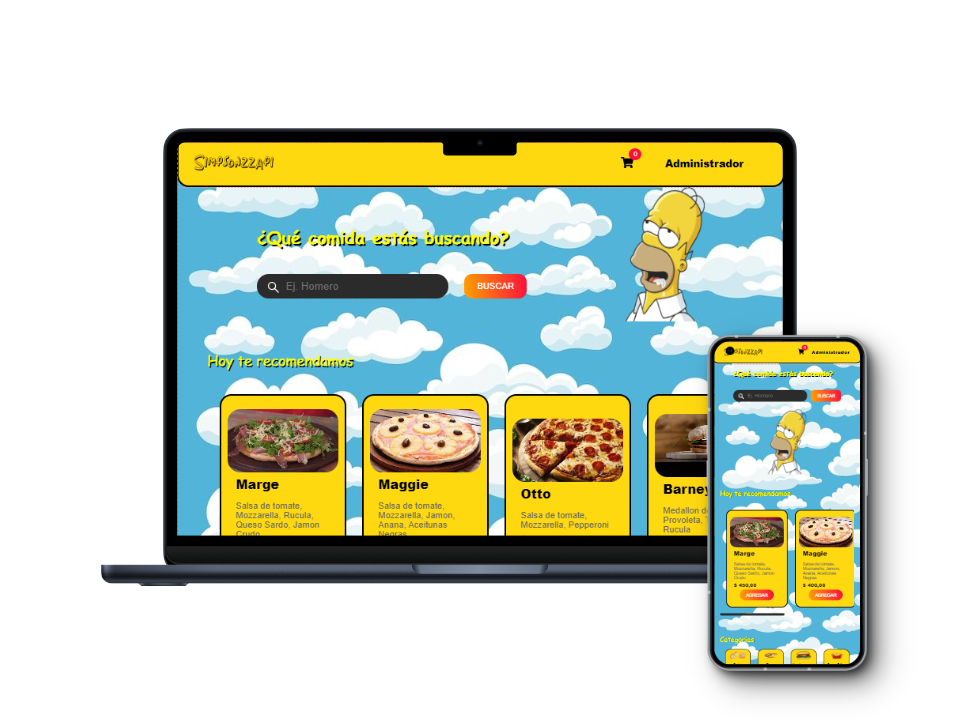 SIMPSONZZAPI
0
Administrador
¿Qué comida estás buscando?
Ej. Homero
BUSCAR
Hoy te recomendamos
Marge
Salsa de tomate,
Mozzarella, Rucula,
Queso Sardo, Jamon
Crudo
Maggie
Salsa de tomate,
Mozzarella, Jamon,
Anana, Aceitunas
Negras
Otto
Salsa de tomate,
Mozzarella, Pepperoni
Barney
Medallon d
Provoleta,
Rucula
SIMPSONZZAPI
Administrador
¿Qué comida estás buscando?
Ej. Homero
BUSCAR
Hoy te recomendamos
Marge
Salsa de tomate,
Mozzarella, Rucula,
Queso Sardo, Jamon
Crudo
$ 450,00
AGREGAR
Maggie
Salsa de tomate,
Mozzarella, Jamon,
Anana, Aceitunas
Negras
$ 400,00
AGREGAR
Categorias